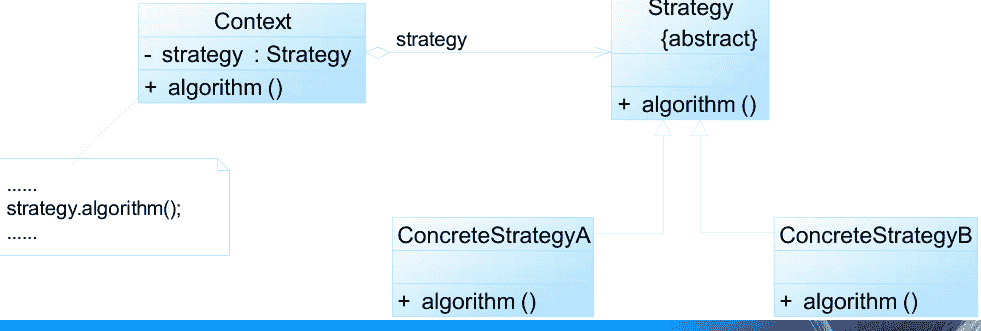 Context
- strategy : Strategy
+ algorithm ()
strategy
Strategy
{abstract}
+ algorithm ()
......
strategy.algorithm();
......
ConcreteStrategyA
+ algorithm ()
ConcreteStrategyB
+ algorithm ()